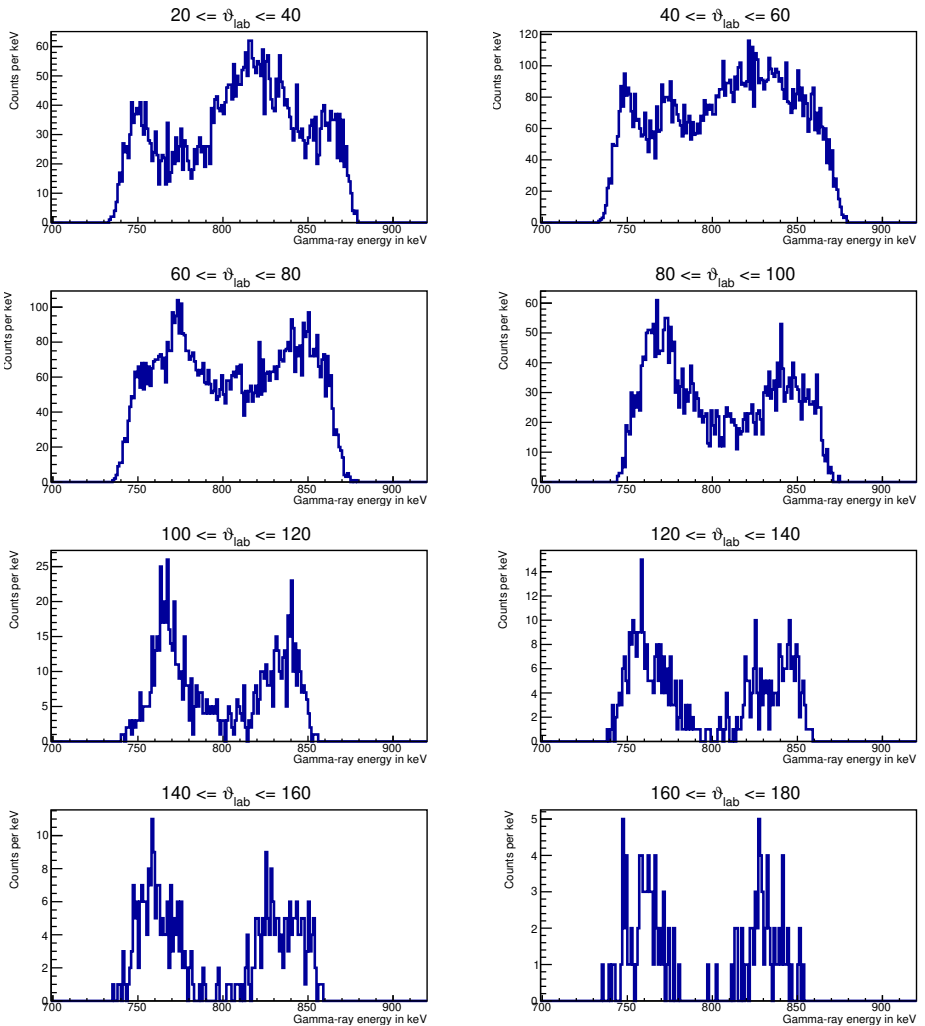 20 <= ϑlab <= 40
Counts per keV
60
50
40
30
20
10
0
700 750 800 850 900
Gamma-ray energy in keV
40 <= ϑlab <= 60
Counts per keV
120
100
80
60
40
20
0
700 750 800 850 900
Gamma-ray energy in keV
60 <= ϑlab <= 80
Counts per keV
100
80
60
40
20
0
700 750 800 850 900
Gamma-ray energy in keV
80 <= ϑlab <= 100
Counts per keV
60
50
40
30
20
10
0
700 750 800 850 900
Gamma-ray energy in keV
100 <= ϑlab <= 120
Counts per keV
25
20
15
10
5
0
700 750 800 850 900
Gamma-ray energy in keV
120 <= ϑlab <= 140
Counts per keV
14
12
10
8
6
4
2
0
700 750 800 850 900
Gamma-ray energy in keV
140 <= ϑlab <= 160
Counts per keV
10
8
6
4
2
0
700 750 800 850 900
Gamma-ray energy in keV
160 <= ϑlab <= 180
Counts per keV
5
4
3
2
1
0
700 750 800 850 900
Gamma-ray energy in keV